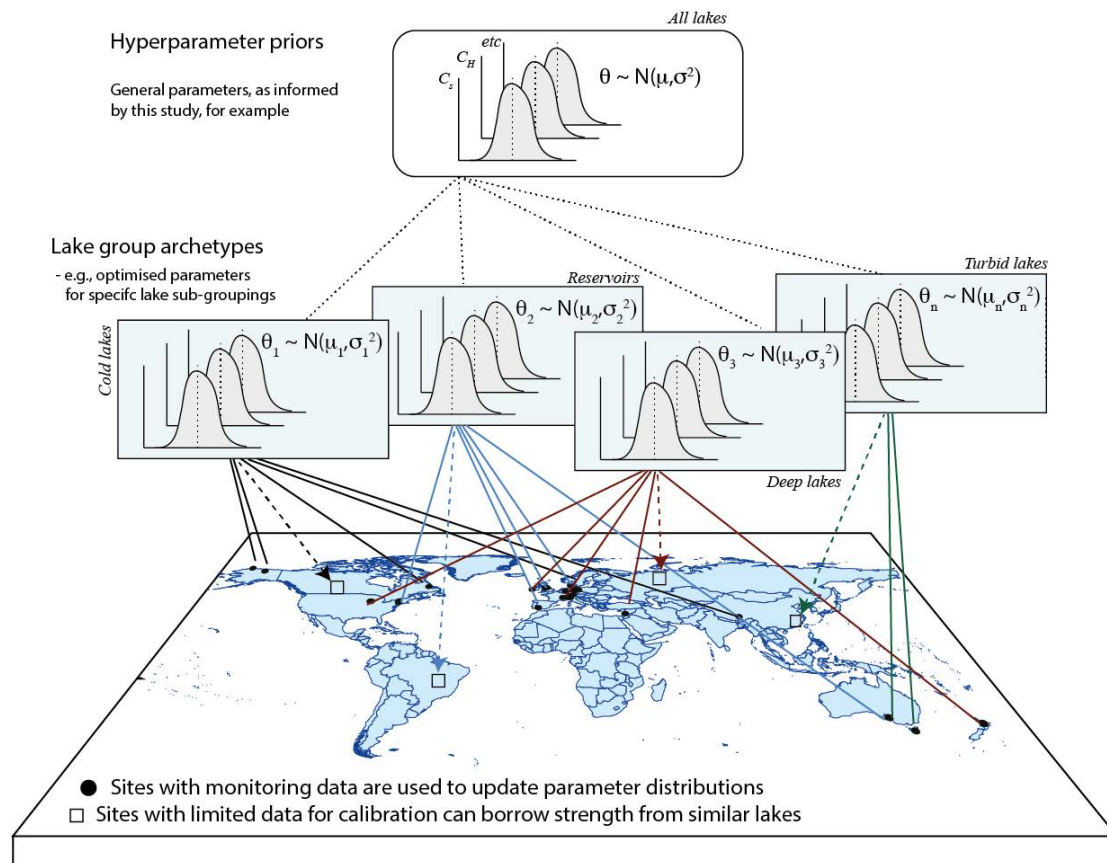 All lakes
Hyperparameter priors
General parameters, as informed
by this study, for example
etc
C_H
C_s
θ ~ N(μ,σ²)
Lake group archetypes
- e.g., optimised parameters
for specifc lake sub-groupings
Cold lakes
θ₁ ~ N(μ₁,σ₁²)
Reservoirs
θ₂ ~ N(μ₂,σ₂²)
θ₃ ~ N(μ₃,σ₃²)
Deep lakes
Turbid lakes
θₙ ~ N(μₙ,σₙ²)
Sites with monitoring data are used to update parameter distributions
Sites with limited data for calibration can borrow strength from similar lakes